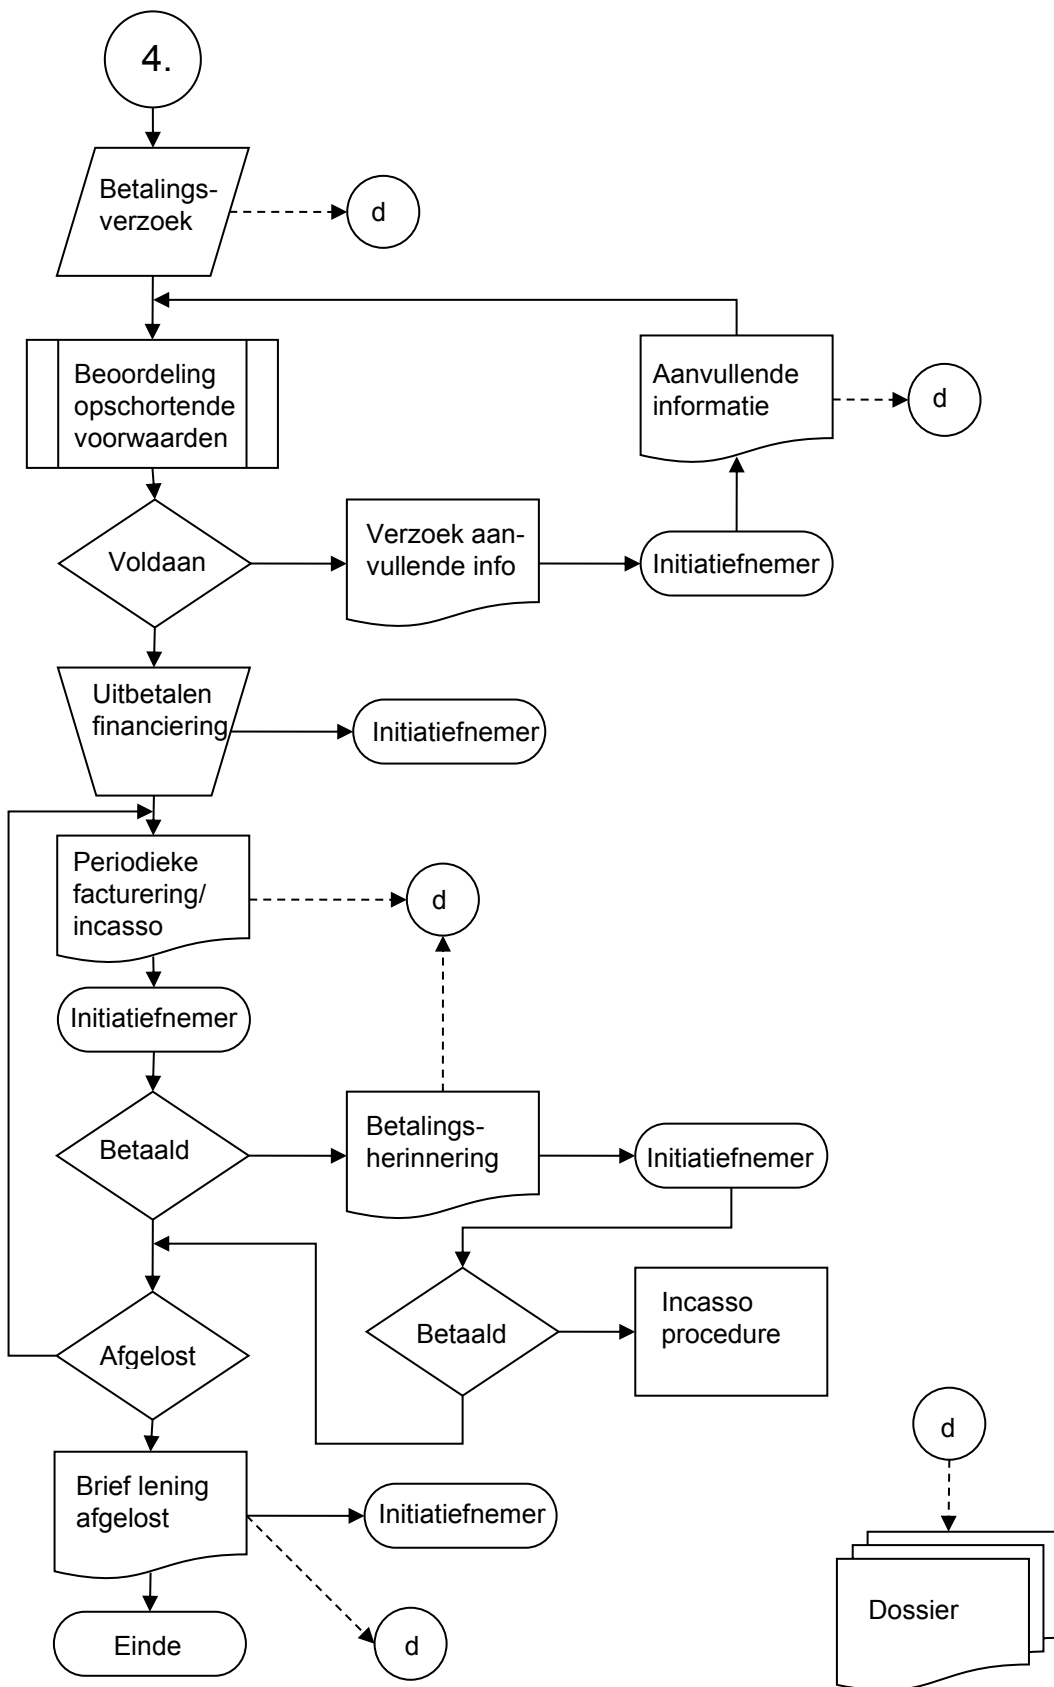 4.
Betalings-
verzoek
d
Beoordeling
opschortende
voorwaarden
Aanvullende
informatie
d
Voldaan
Verzoek aan-
vullende info
Initiatiefnemer
Uitbetalen
financiering
Initiatiefnemer
Periodieke
facturering/
incasso
d
Initiatiefnemer
Betaald
Betalings-
herinnering
Initiatiefnemer
Afgelost
Betaald
Incasso
procedure
Brief lening
afgelost
Initiatiefnemer
d
Einde
d
Dossier